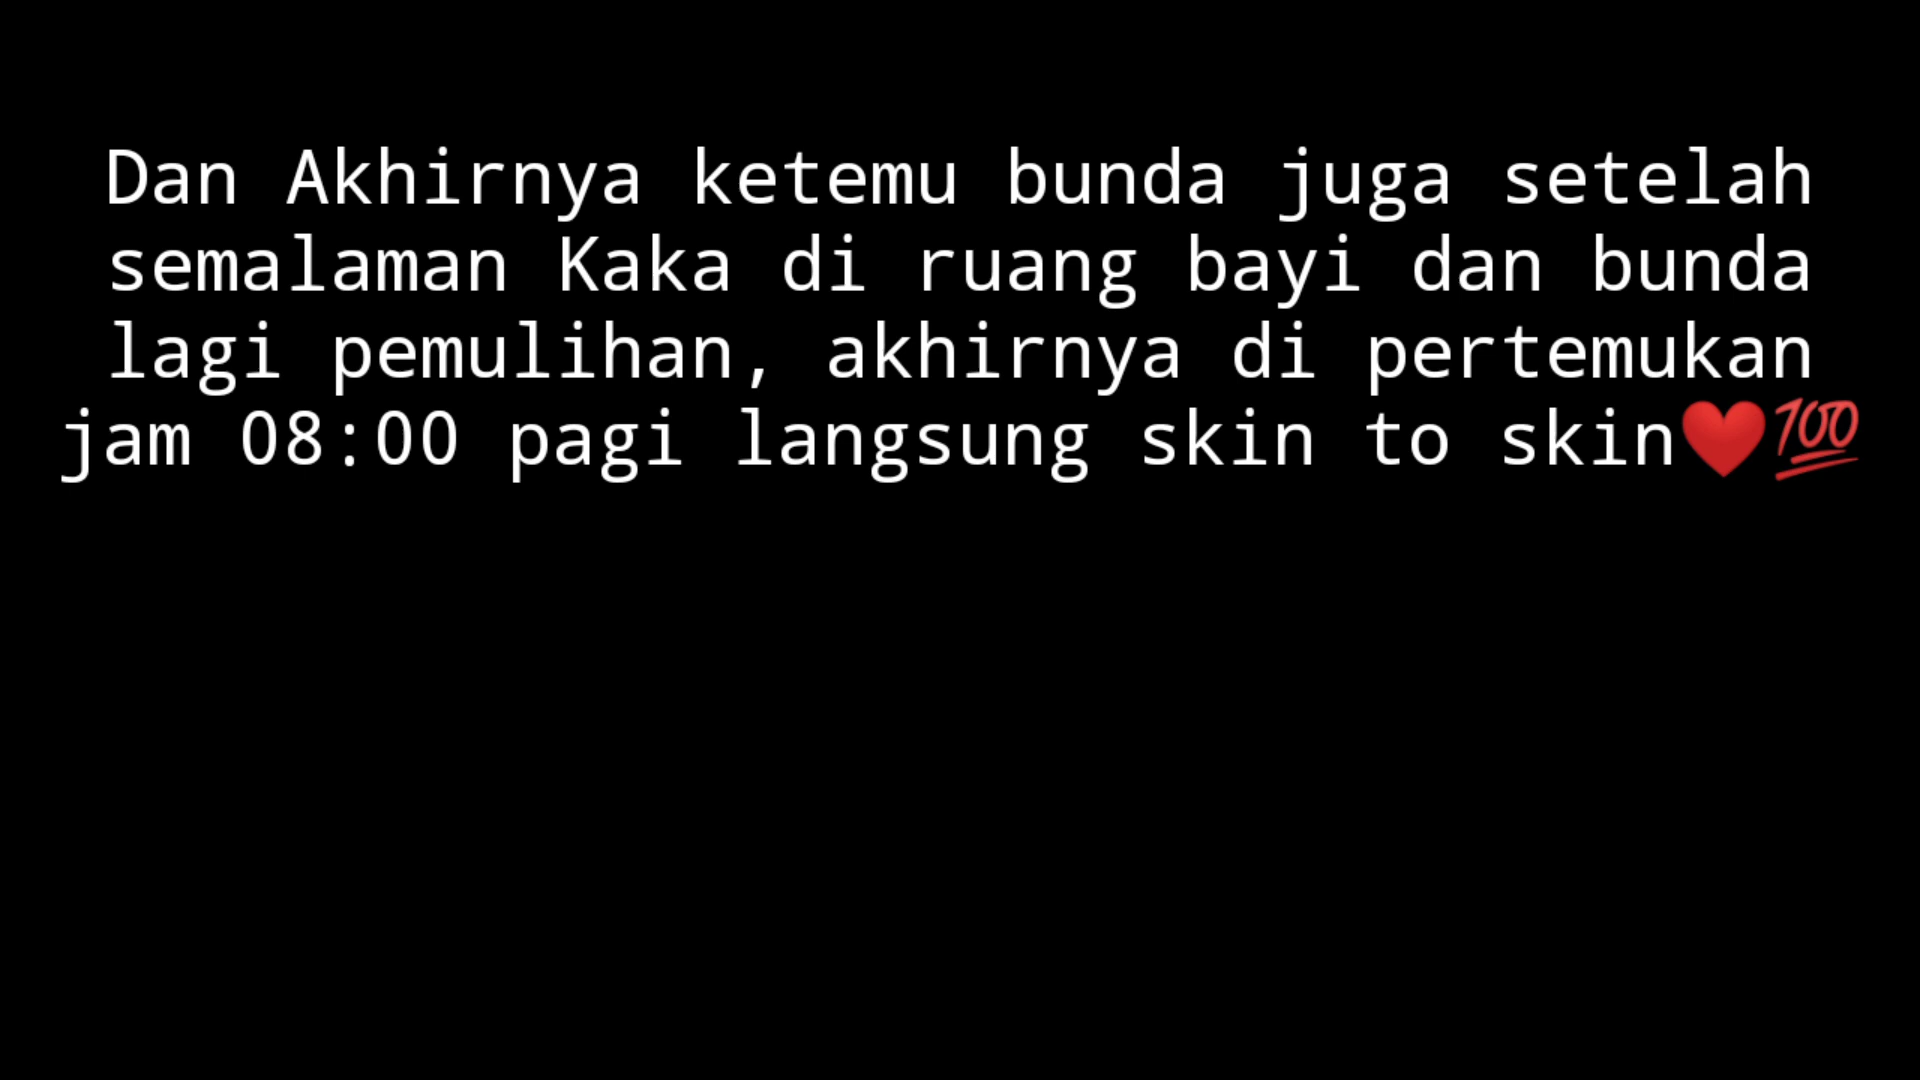 Dan Akhirnya ketemu bunda juga setelah
semalaman Kaka di ruang bayi dan bunda
lagi pemulihan, akhirnya di pertemukan
jam 08:00 pagi langsung skin to skin❤️💯